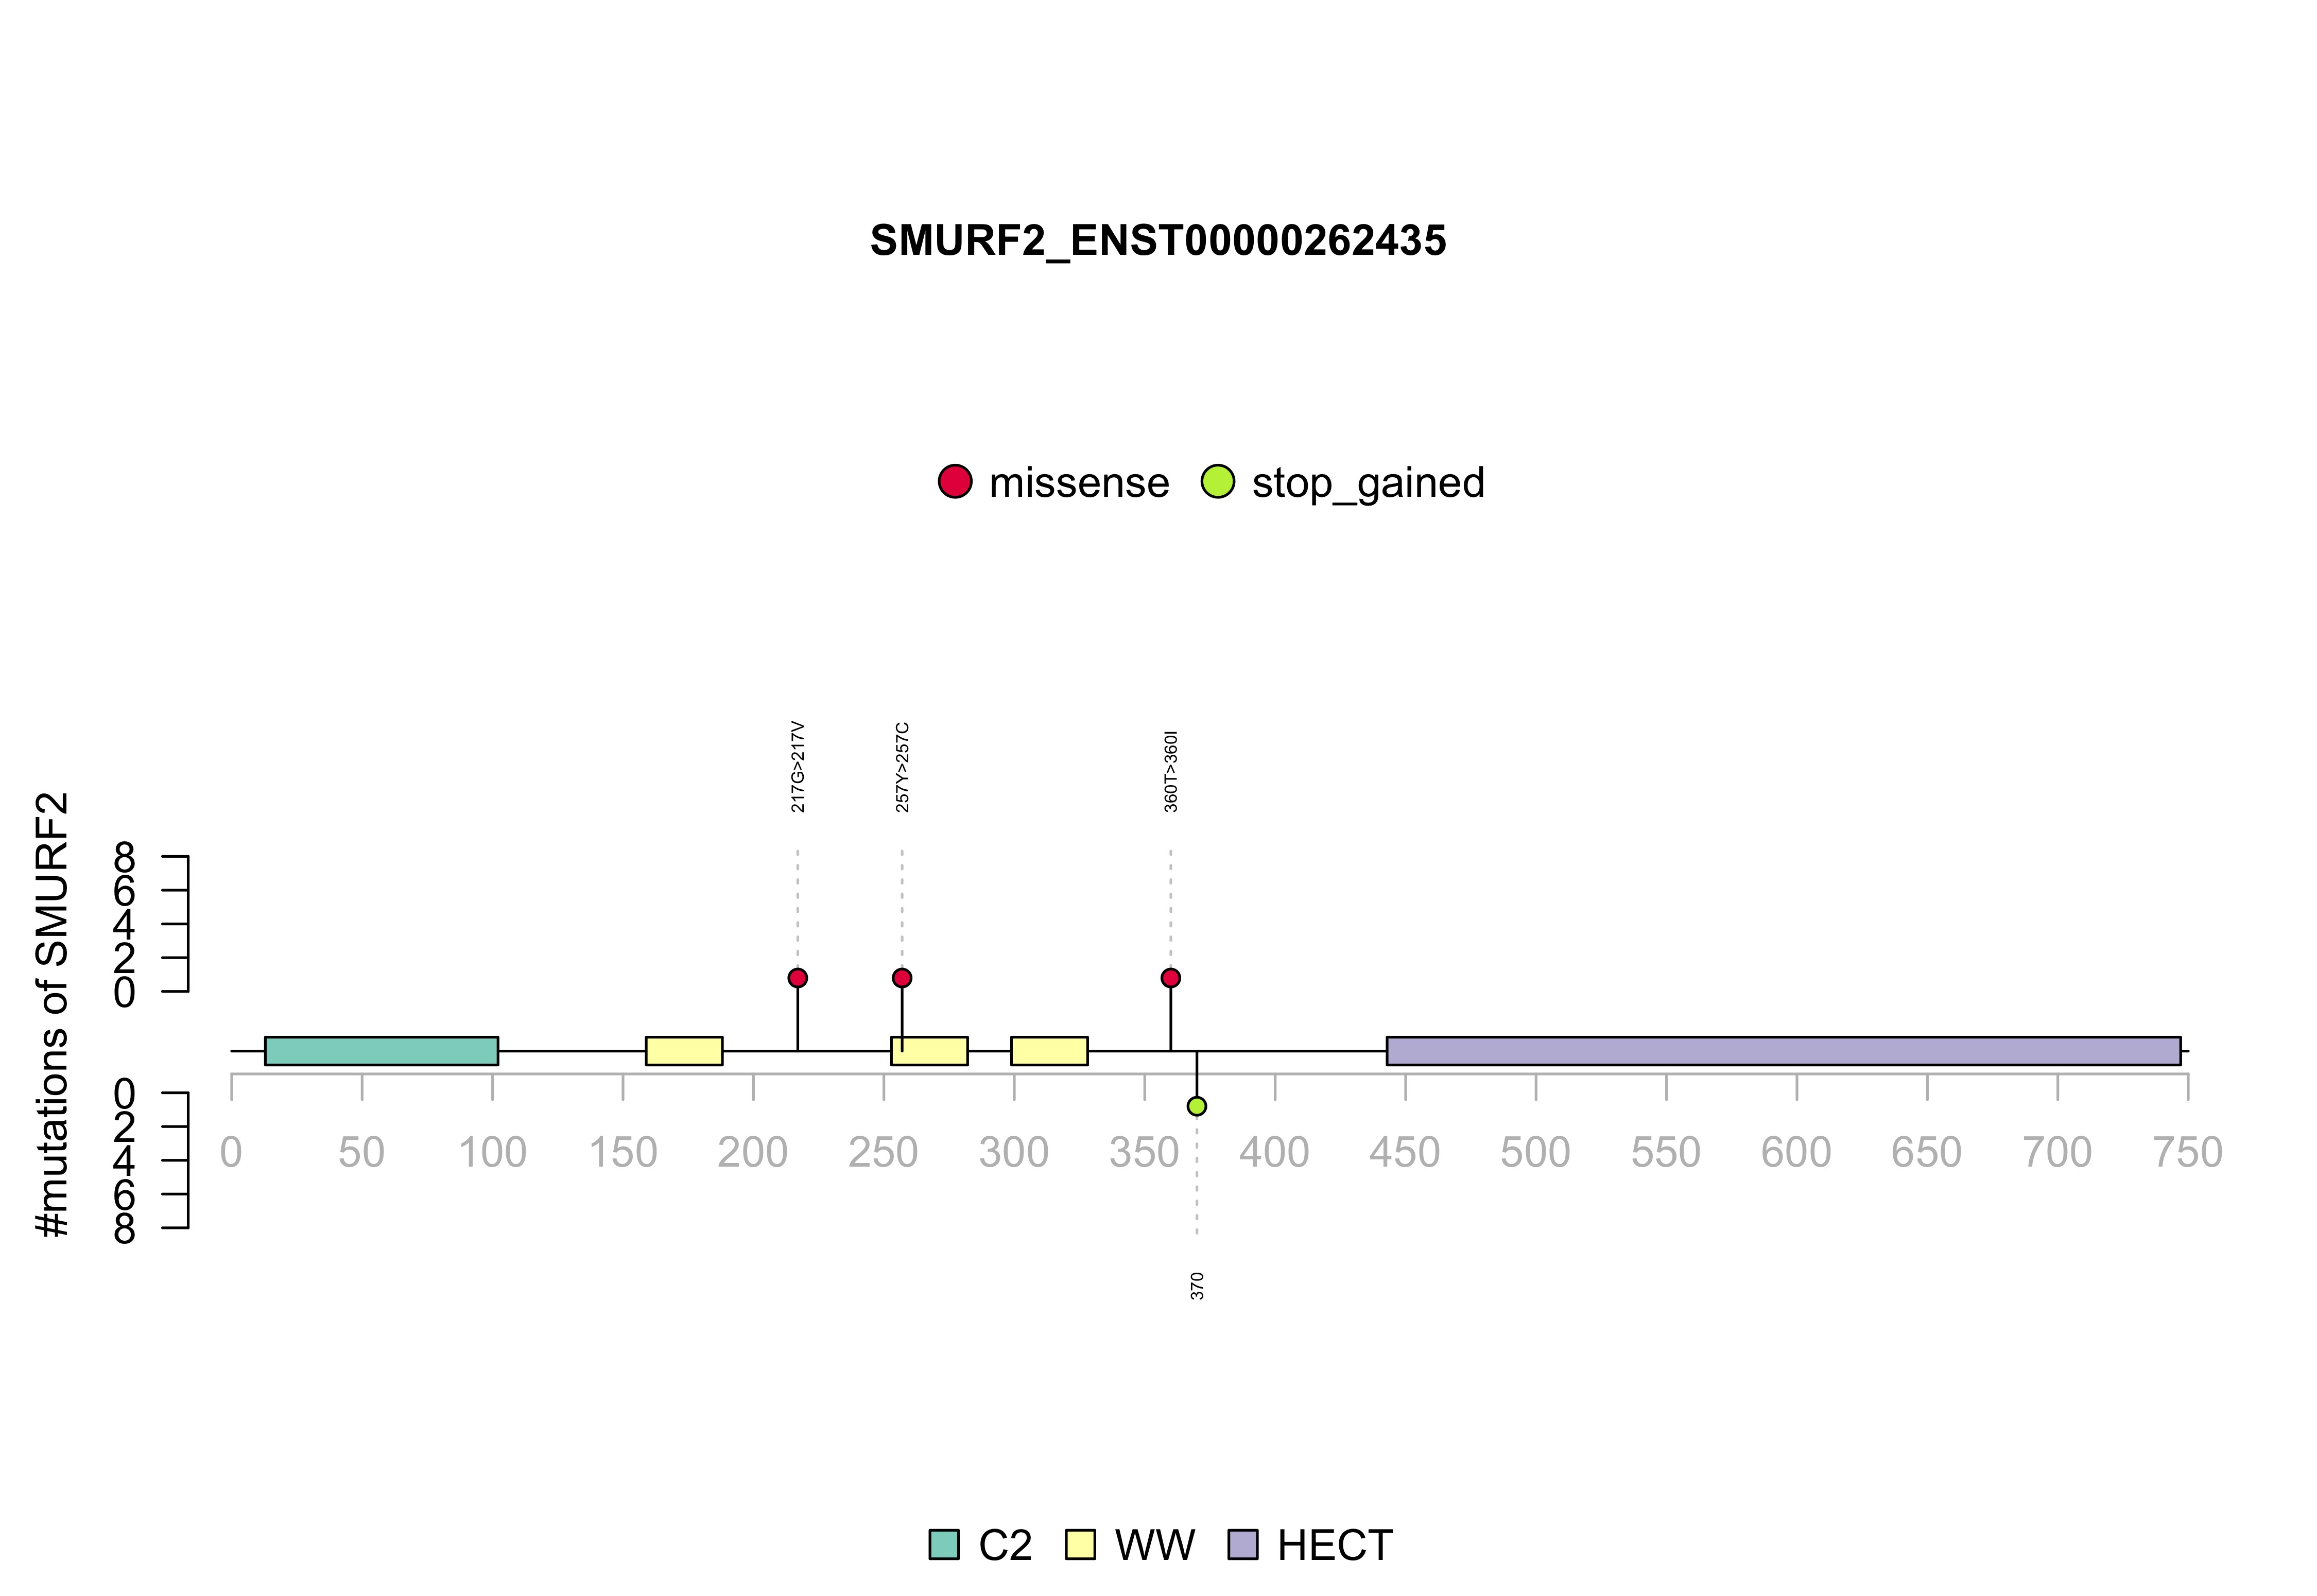 SMURF2_ENST00000262435
missense stop_gained
217G>217V
257Y>257C
360T>360I
#mutations of SMURF2
8
6
4
2
0
0
2
4
6
8
0 50 100 150 200 250 300 350 400 450 500 550 600 650 700 750
370
C2 WW HECT